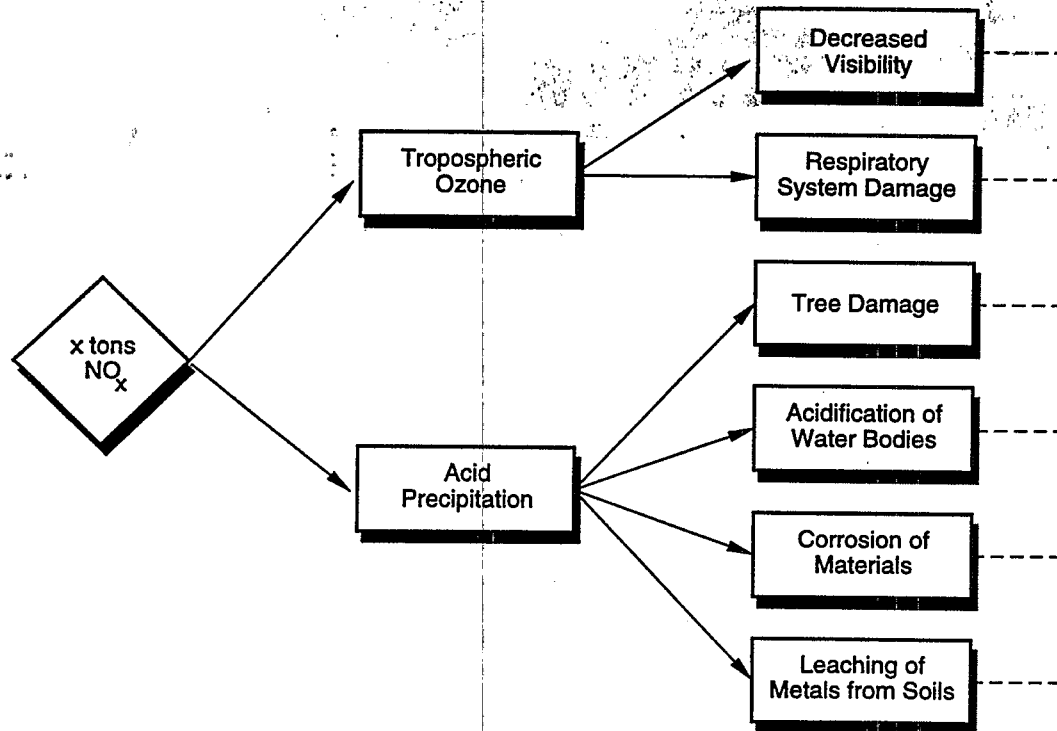 Decreased
Visibility
Tropospheric
Ozone
Respiratory
System Damage
Tree Damage
x tons
NOx
Acidification of
Water Bodies
Acid
Precipitation
Corrosion of
Materials
Leaching of
Metals from Soils